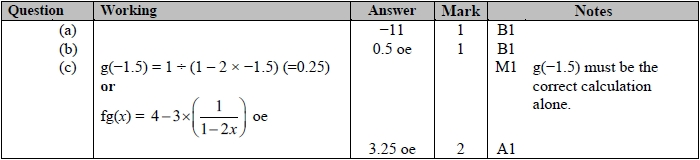 Question Working Answer Mark Notes
(a) −11 1 B1
(b) 0.5 oe 1 B1
(c) g(−1.5) = 1 ÷ (1 – 2 × −1.5) (=0.25) M1 g(−1.5) must be the
or correct calculation
alone.
fg(x) = 4−3×(1/(1−2x)) oe
3.25 oe 2 A1